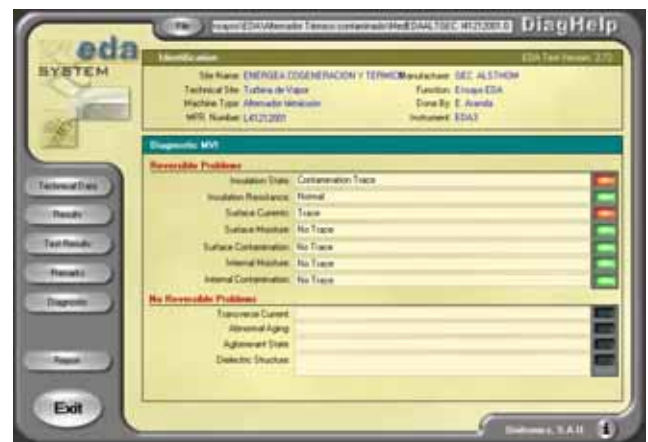 File
DiagHelp
eda
SYSTEM
Identification
EDA Test Version: 2.72
Site Name: ENERGEA COGENERACION Y TERMICO Manufacturer: GEC ALSTHOM
Technical Site: Turbina de Vapor Function: Ensayo EDA
Machine Type: Alternador Done By: E. Aranda
MFR. Number: L41212001 Instrument: EDA3
Diagnostic MVI
Reversible Problems
Insulation State: Contamination Trace
Insulation Resistance: Normal
Surface Currents: Trace
Surface Moisture: No Trace
Surface Contamination: No Trace
Internal Moisture: No Trace
Internal Contamination: No Trace
No Reversible Problems
Transverse Current:
Abnormal Aging:
Aglomerant State:
Dielectric Structure:
Technical Data
Results
Test Results
Remarks
Diagnostic
Report
Exit
S.A.U.
i